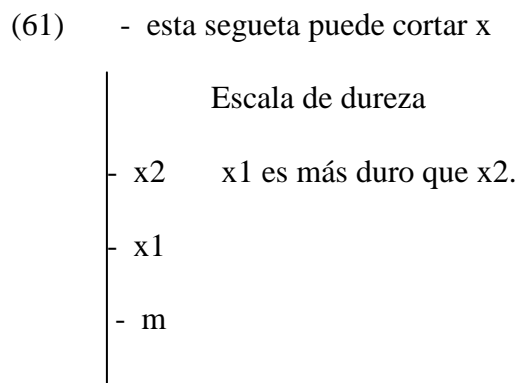 (61) - esta segueta puede cortar x
Escala de dureza
- x2 x1 es más duro que x2.
- x1
- m